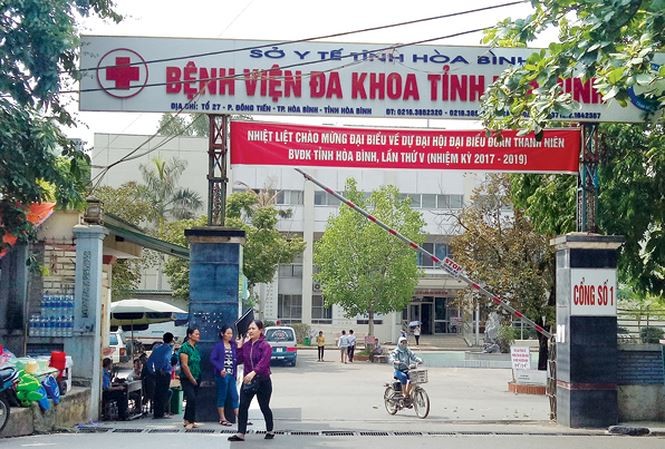 SỞ Y TẾ TỈNH HÒA BÌNH
BỆNH VIỆN ĐA KHOA TỈNH
ĐỊA CHỈ: TỔ 27 - P. ĐỒNG TIẾN - TP. HÒA BÌNH - TỈNH HÒA BÌNH
NHIỆT LIỆT CHÀO MỪNG ĐẠI BIỂU VỀ DỰ ĐẠI HỘI ĐẠI BIỂU ĐOÀN THANH NIÊN
BVĐK TỈNH HÒA BÌNH, LẦN THỨ V (NHIỆM KỲ 2017 - 2019)
STOP
CỔNG SỐ 1